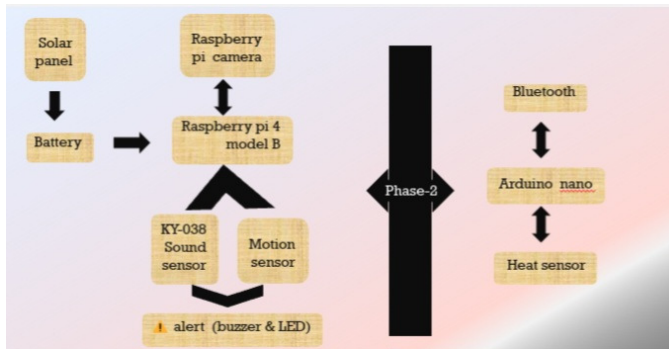 Solar
panel
Raspberry
pi camera
Battery
Raspberry pi 4
model B
KY-038
Sound
sensor
Motion
sensor
⚠ alert (buzzer & LED)
Phase-2
Bluetooth
Arduino nano
Heat sensor